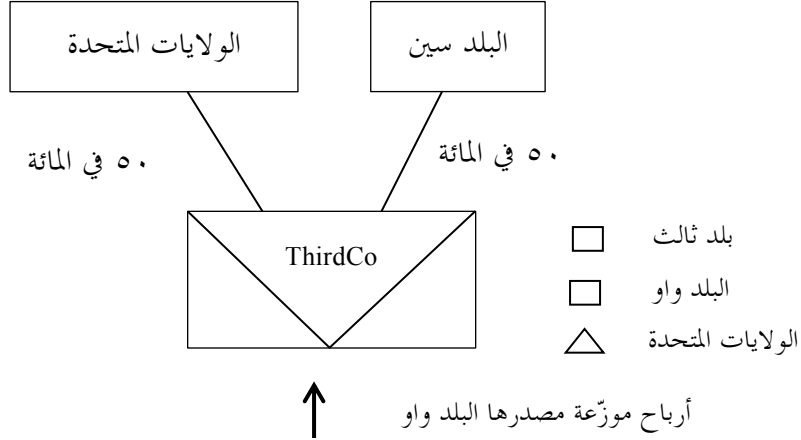 البلد سين
الولايات المتحدة
٥٠ في المائة
٥٠ في المائة
ThirdCo
بلد ثالث
البلد واو
الولايات المتحدة
أرباح موزّعة مصدرها البلد واو